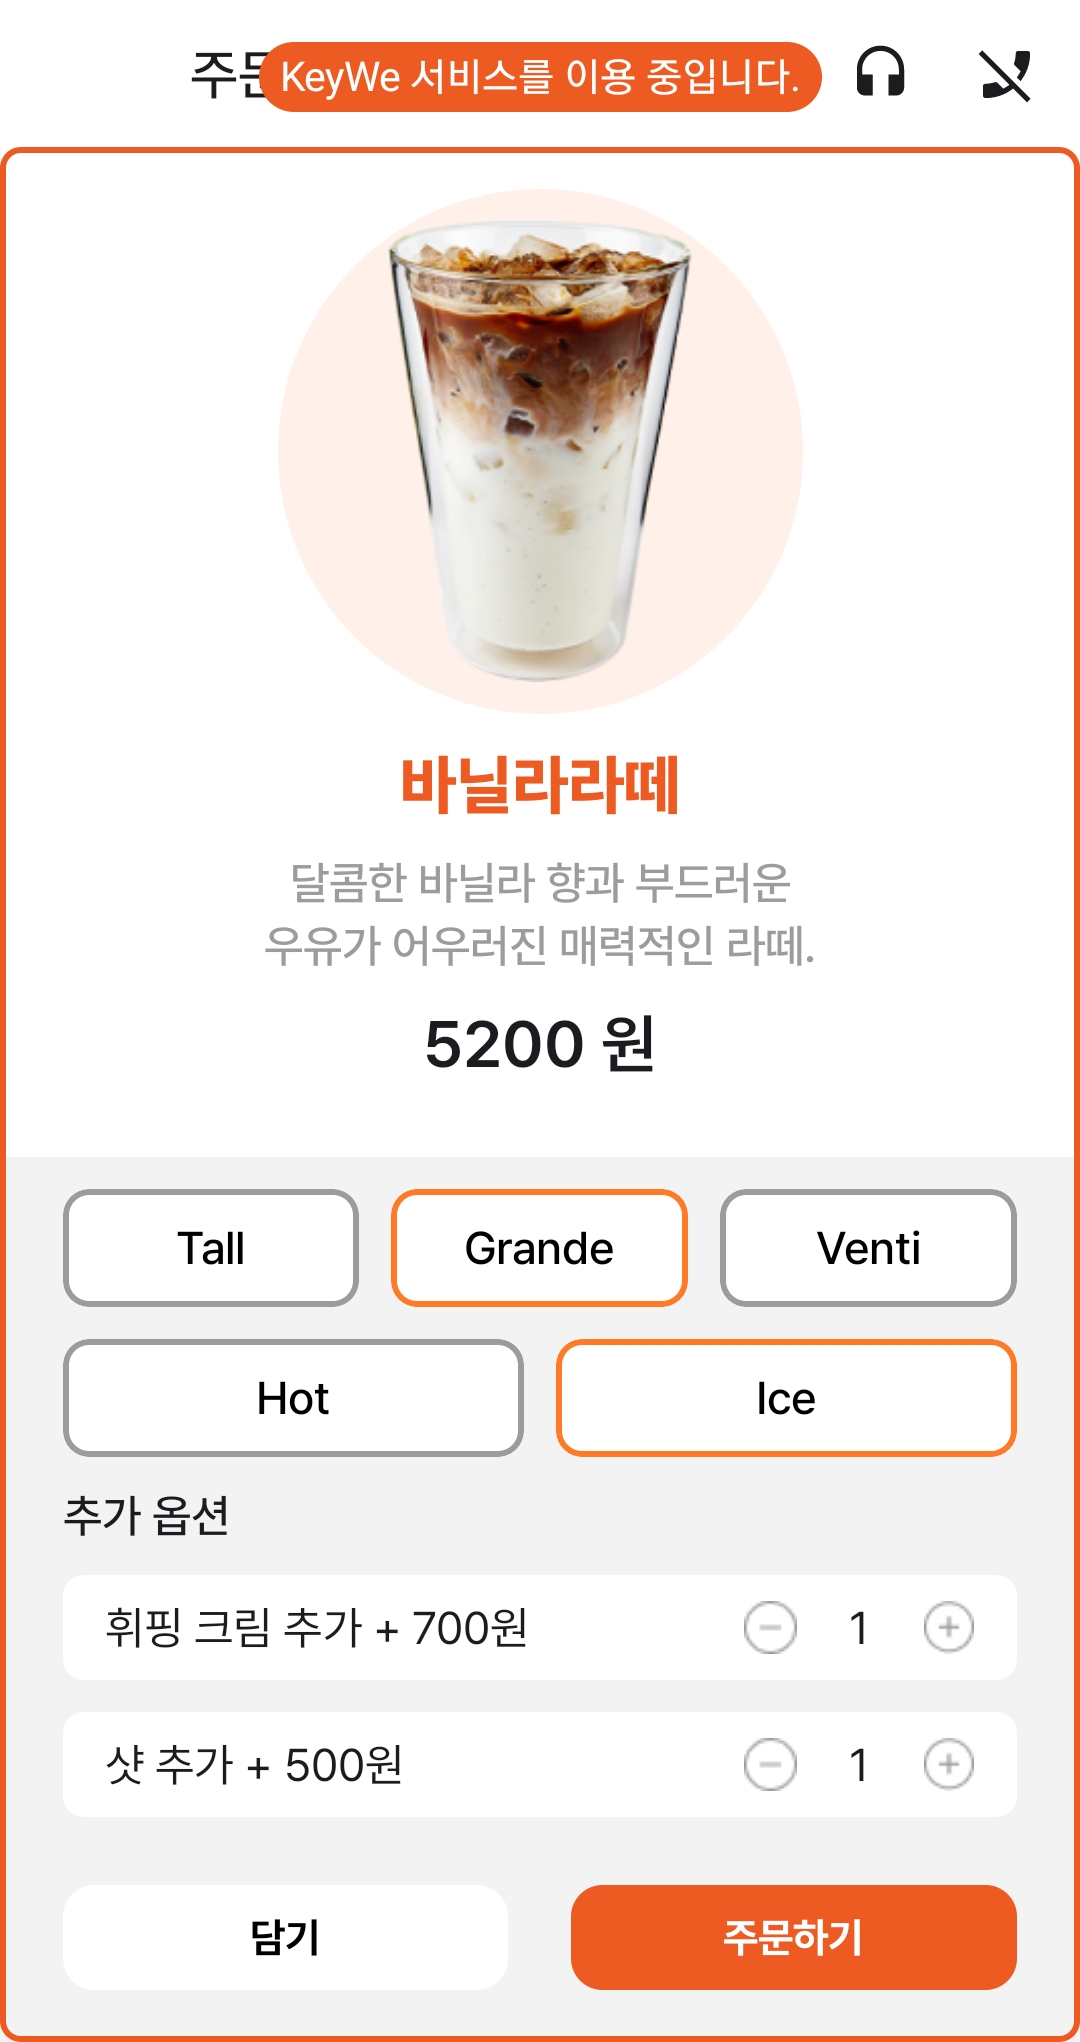 주문
KeyWe 서비스를 이용 중입니다.
바닐라라떼
달콤한 바닐라 향과 부드러운
우유가 어우러진 매력적인 라떼.
5200 원
Tall
Grande
Venti
Hot
Ice
추가 옵션
휘핑 크림 추가 + 700원
1
샷 추가 + 500원
1
담기
주문하기